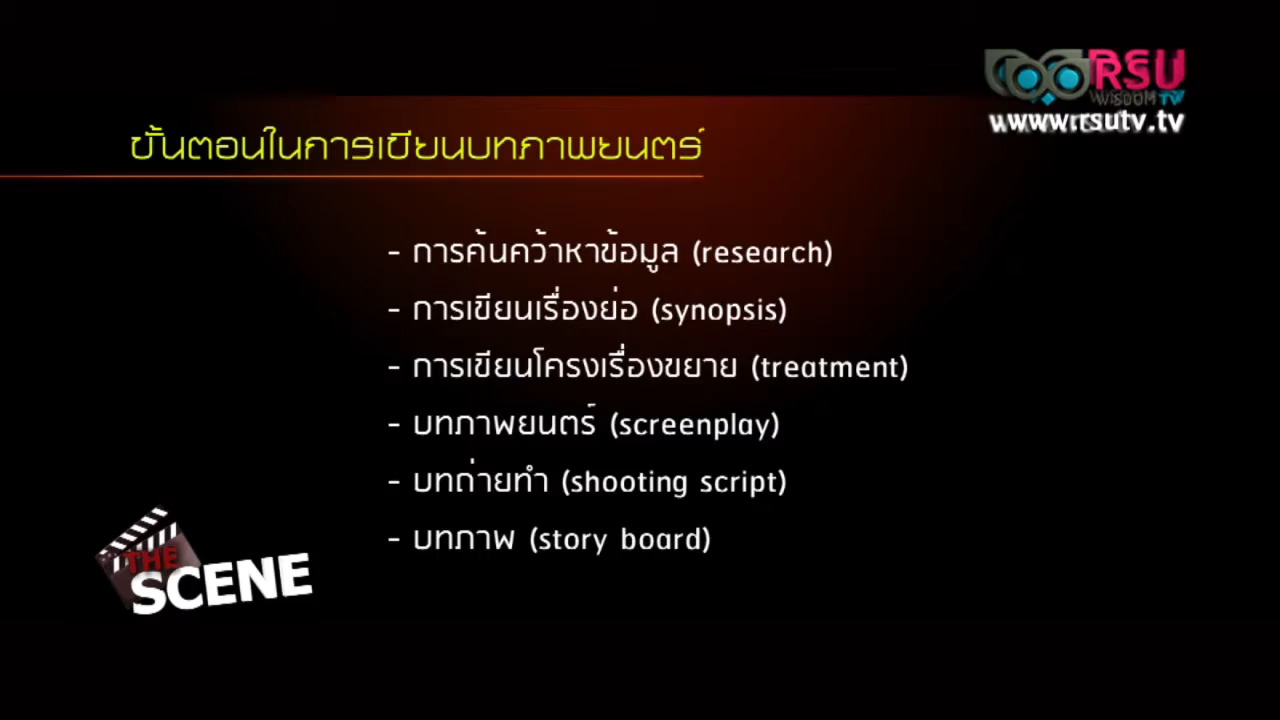 RSU
WISDOM TV
www.rsutv.tv
ขั้นตอนในการเขียนบทภาพยนตร์
- การค้นคว้าหาข้อมูล (research)
- การเขียนเรื่องย่อ (synopsis)
- การเขียนโครงเรื่องขยาย (treatment)
- บทภาพยนตร์ (screenplay)
- บทถ่ายทำ (shooting script)
- บทภาพ (story board)
THE
SCENE